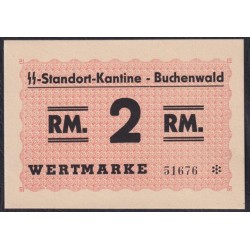 SS-Standort-Kantine - Buchenwald
RM. 2 RM.
WERTMARKE 51676 *